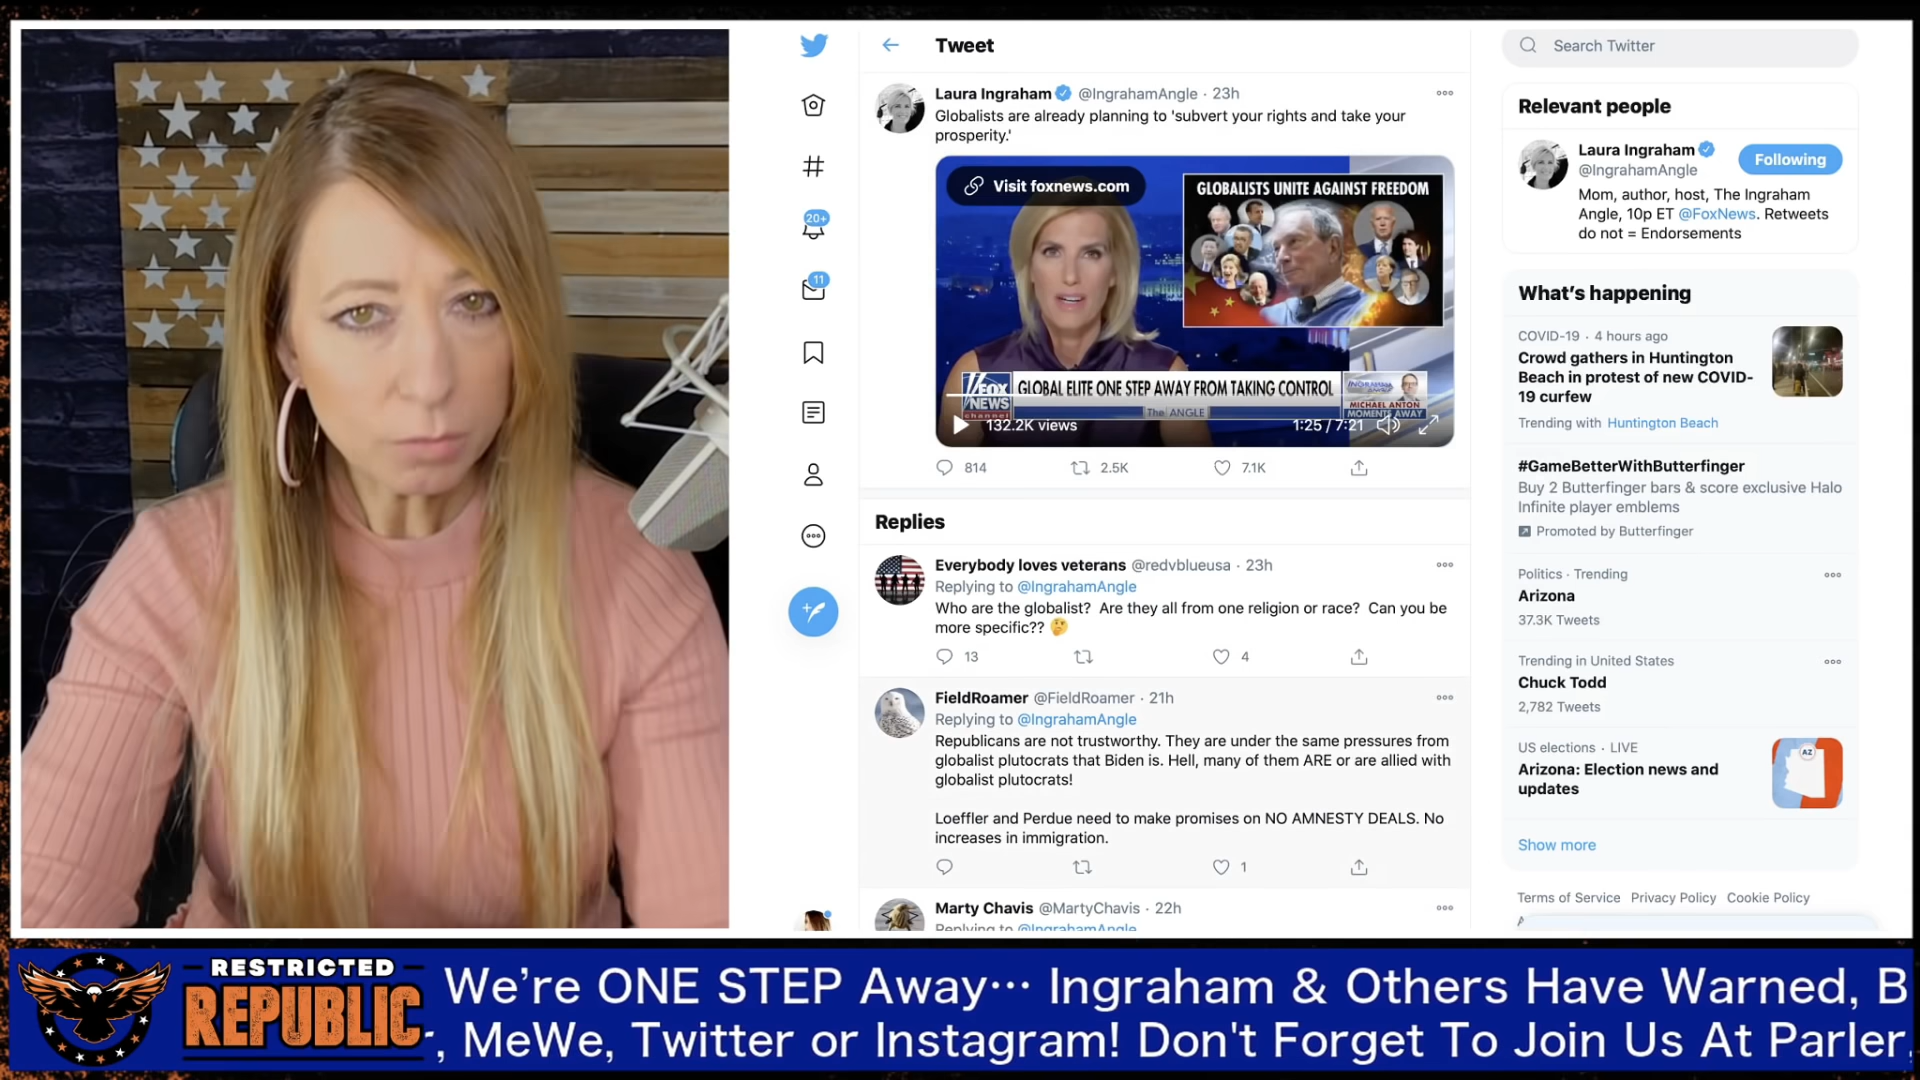 Tweet
Laura Ingraham @IngrahamAngle · 23h
Globalists are already planning to 'subvert your rights and take your
prosperity.'
Visit foxnews.com
GLOBALISTS UNITE AGAINST FREEDOM
FOX
NEWS
channel
GLOBAL ELITE ONE STEP AWAY FROM TAKING CONTROL
The ANGLE
MICHAEL ANTON
MOMENTS AWAY
132.2K views
1:25 / 7:21
814
2.5K
7.1K
Replies
Everybody loves veterans @redvblueusa · 23h
Replying to @IngrahamAngle
Who are the globalist? Are they all from one religion or race? Can you be
more specific?? 🤔
13
4
FieldRoamer @FieldRoamer · 21h
Replying to @IngrahamAngle
Republicans are not trustworthy. They are under the same pressures from
globalist plutocrats that Biden is. Hell, many of them ARE or are allied with
globalist plutocrats!
Loeffler and Perdue need to make promises on NO AMNESTY DEALS. No
increases in immigration.
1
Marty Chavis @MartyChavis · 22h
Replying to @IngrahamAngle
20+
11
Search Twitter
Relevant people
Laura Ingraham
@IngrahamAngle
Following
Mom, author, host, The Ingraham
Angle, 10p ET @FoxNews. Retweets
do not = Endorsements
What's happening
COVID-19 · 4 hours ago
Crowd gathers in Huntington
Beach in protest of new COVID-
19 curfew
Trending with Huntington Beach
#GameBetterWithButterfinger
Buy 2 Butterfinger bars & score exclusive Halo
Infinite player emblems
Promoted by Butterfinger
Politics · Trending
Arizona
37.3K Tweets
Trending in United States
Chuck Todd
2,782 Tweets
US elections · LIVE
Arizona: Election news and
updates
AZ
Show more
Terms of Service Privacy Policy Cookie Policy
RESTRICTED
REPUBLIC
We're ONE STEP Away··· Ingraham & Others Have Warned, B
r, MeWe, Twitter or Instagram! Don't Forget To Join Us At Parler,